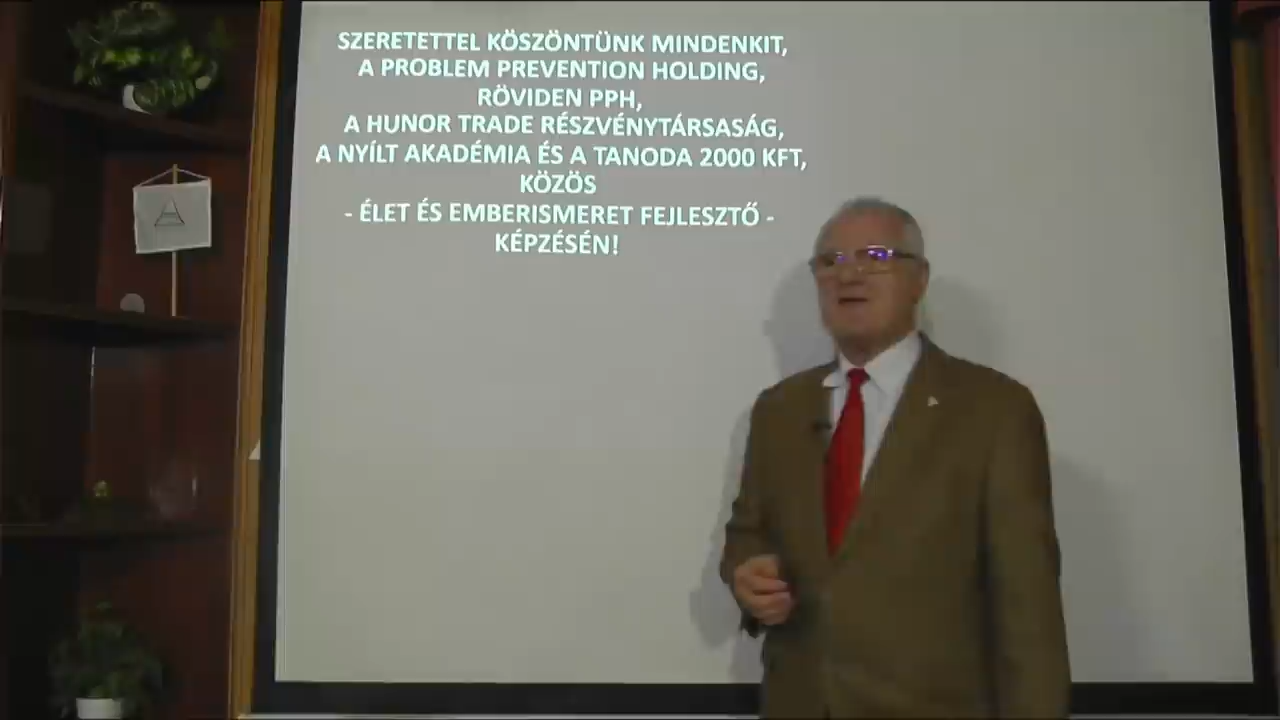 SZERETETTEL KÖSZÖNTÜNK MINDENKIT,
A PROBLEM PREVENTION HOLDING,
RÖVIDEN PPH,
A HUNOR TRADE RÉSZVÉNYTÁRSASÁG,
A NYÍLT AKADÉMIA ÉS A TANODA 2000 KFT,
KÖZÖS
- ÉLET ÉS EMBERISMERET FEJLESZTŐ -
KÉPZÉSÉN!